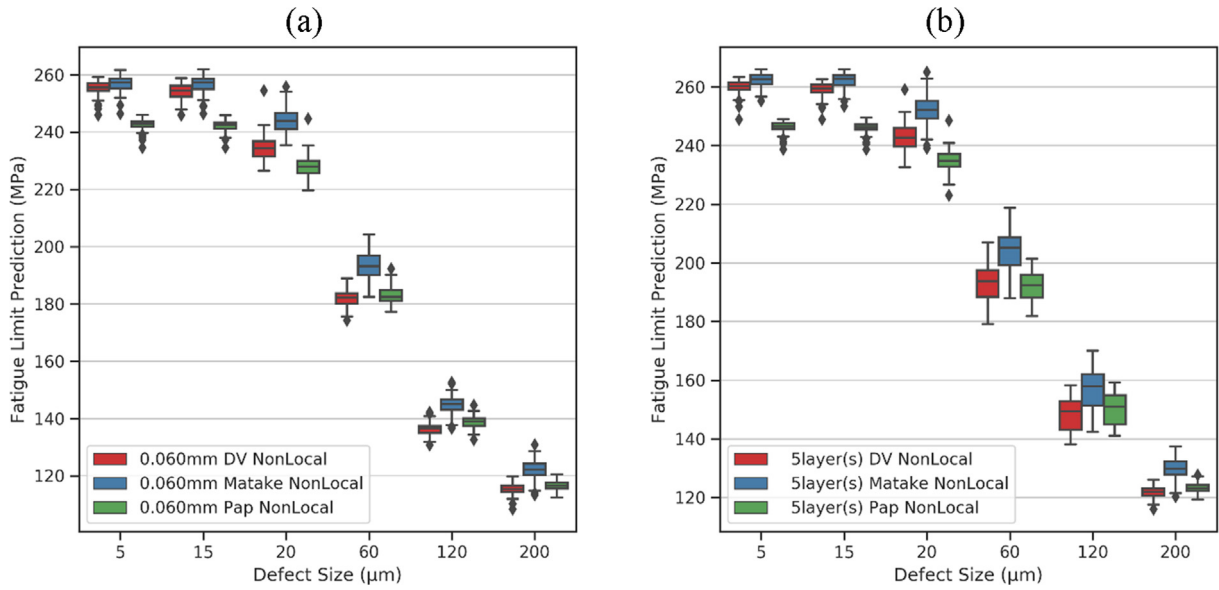 (a)
(b)
Fatigue Limit Prediction (MPa)
260
240
220
200
180
160
140
120
0.060mm DV NonLocal
0.060mm Matake NonLocal
0.060mm Pap NonLocal
5 15 20 60 120 200
Defect Size (μm)
Fatigue Limit Prediction (MPa)
260
240
220
200
180
160
140
120
5layer(s) DV NonLocal
5layer(s) Matake NonLocal
5layer(s) Pap NonLocal
5 15 20 60 120 200
Defect Size (μm)